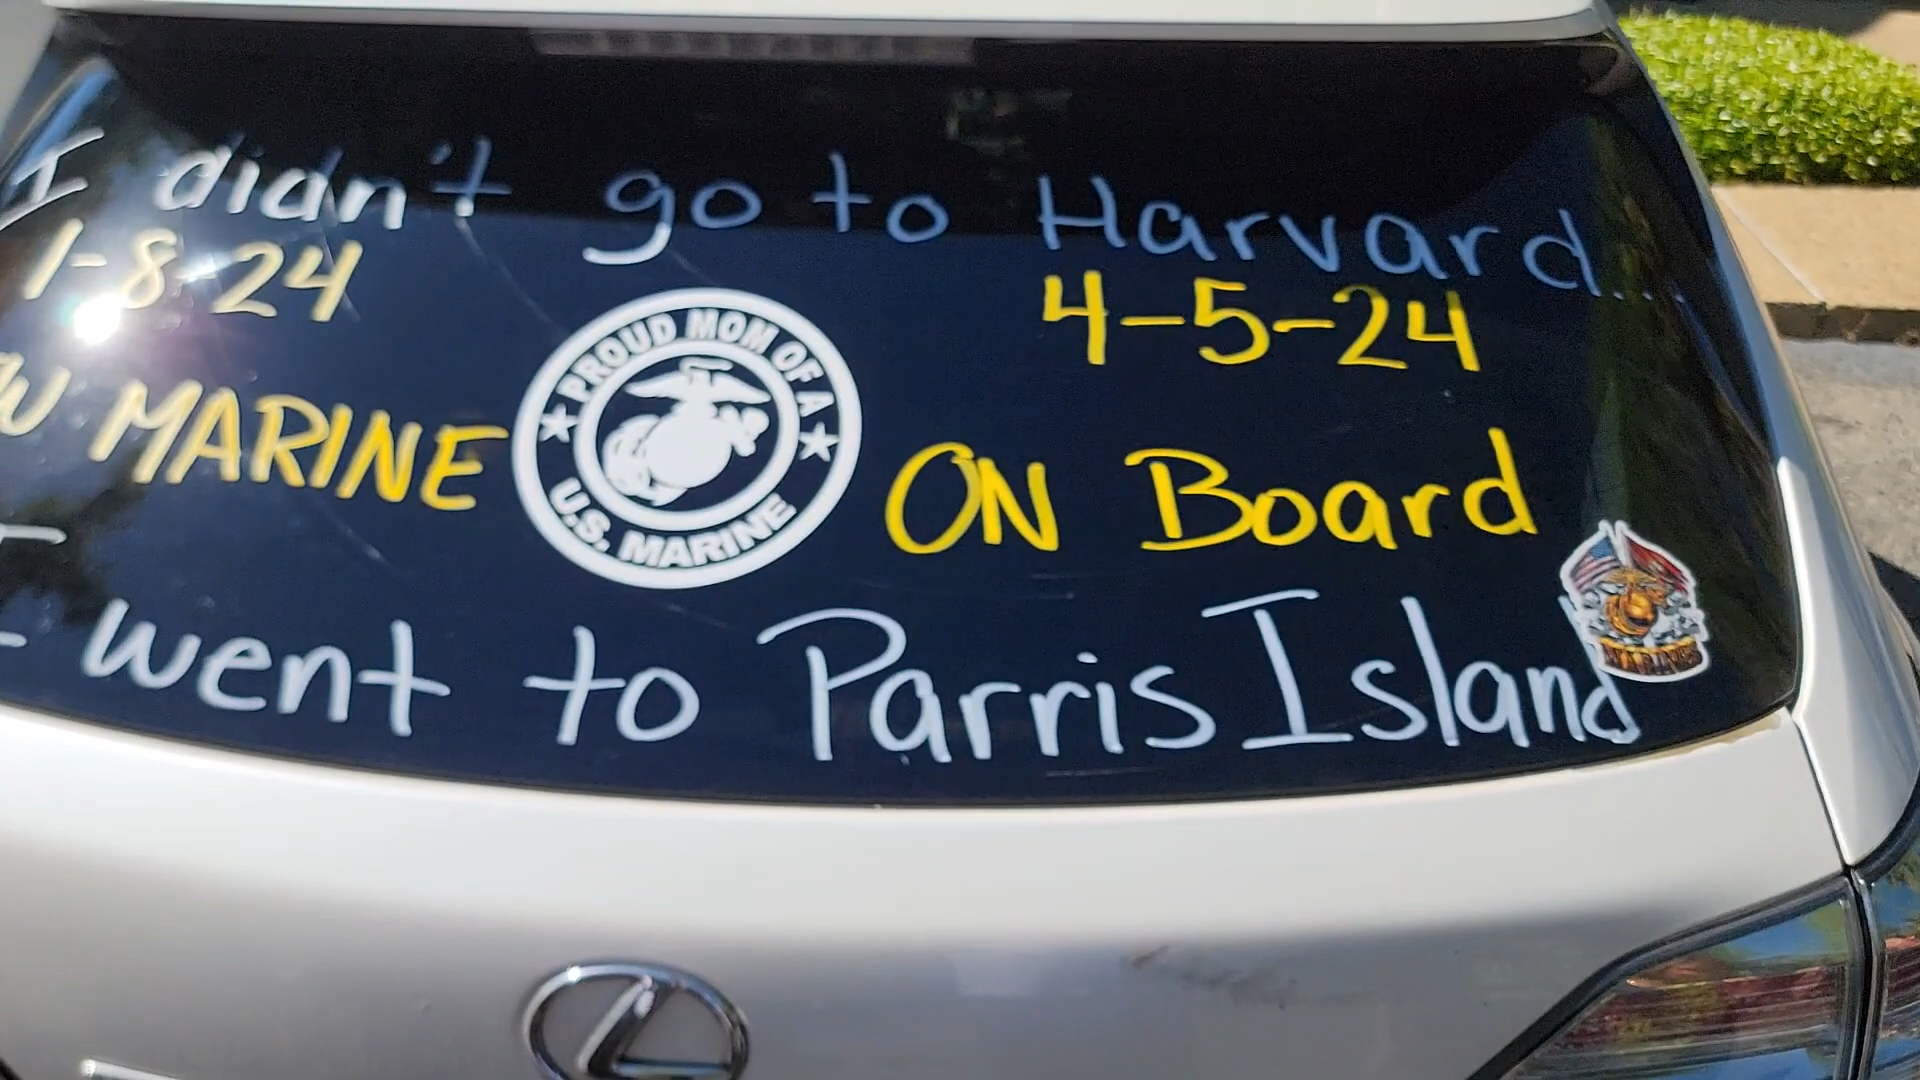 I didn't go to Harvard...
1-8-24
4-5-24
PROUD MOM OF A
U.S. MARINE
MARINE
ON Board
I went to Parris Island
MARINES